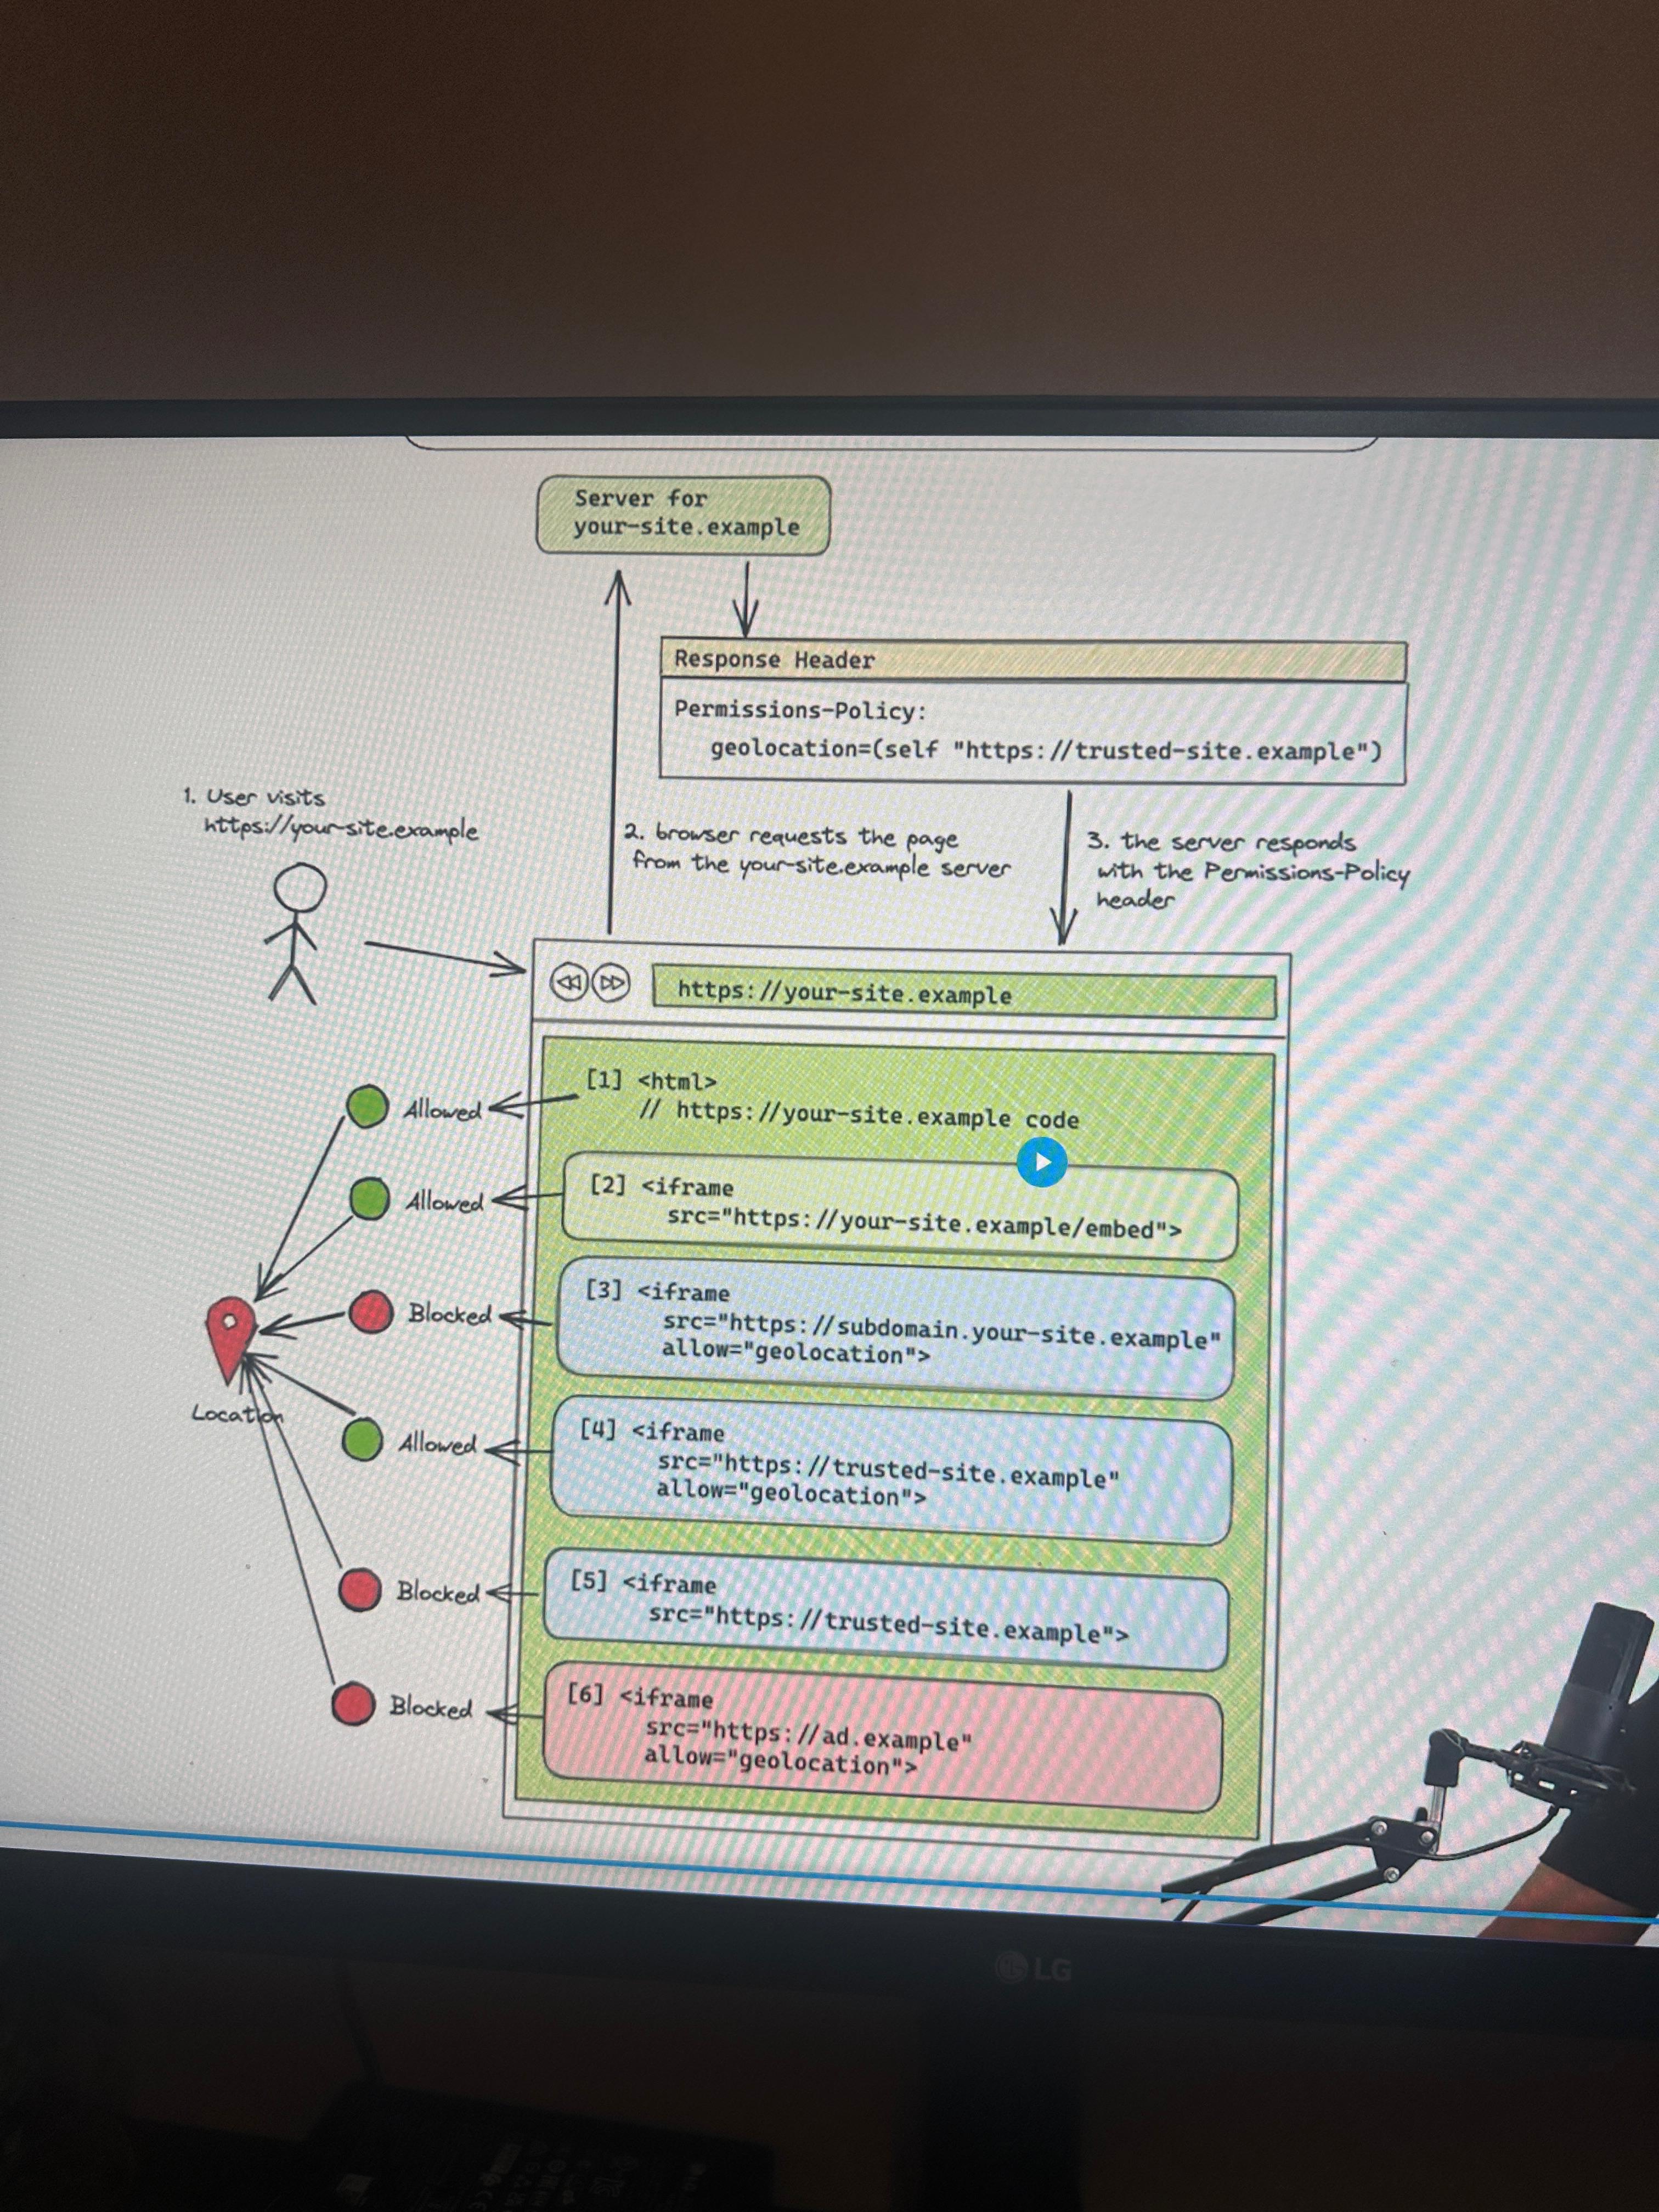 Server for
your-site.example
Response Header
Permissions-Policy:
geolocation=(self "https://trusted-site.example")
1. User visits
https://your-site.example
2. browser requests the page
from the your-site.example server
3. the server responds
with the Permissions-Policy
header
https://your-site.example
[1] <html>
// https://your-site.example code
Allowed
[2] <iframe
src="https://your-site.example/embed">
Allowed
[3] <iframe
src="https://subdomain.your-site.example"
allow="geolocation">
Blocked
Location
[4] <iframe
src="https://trusted-site.example"
allow="geolocation">
Allowed
[5] <iframe
src="https://trusted-site.example">
Blocked
[6] <iframe
src="https://ad.example"
allow="geolocation">
Blocked
LG